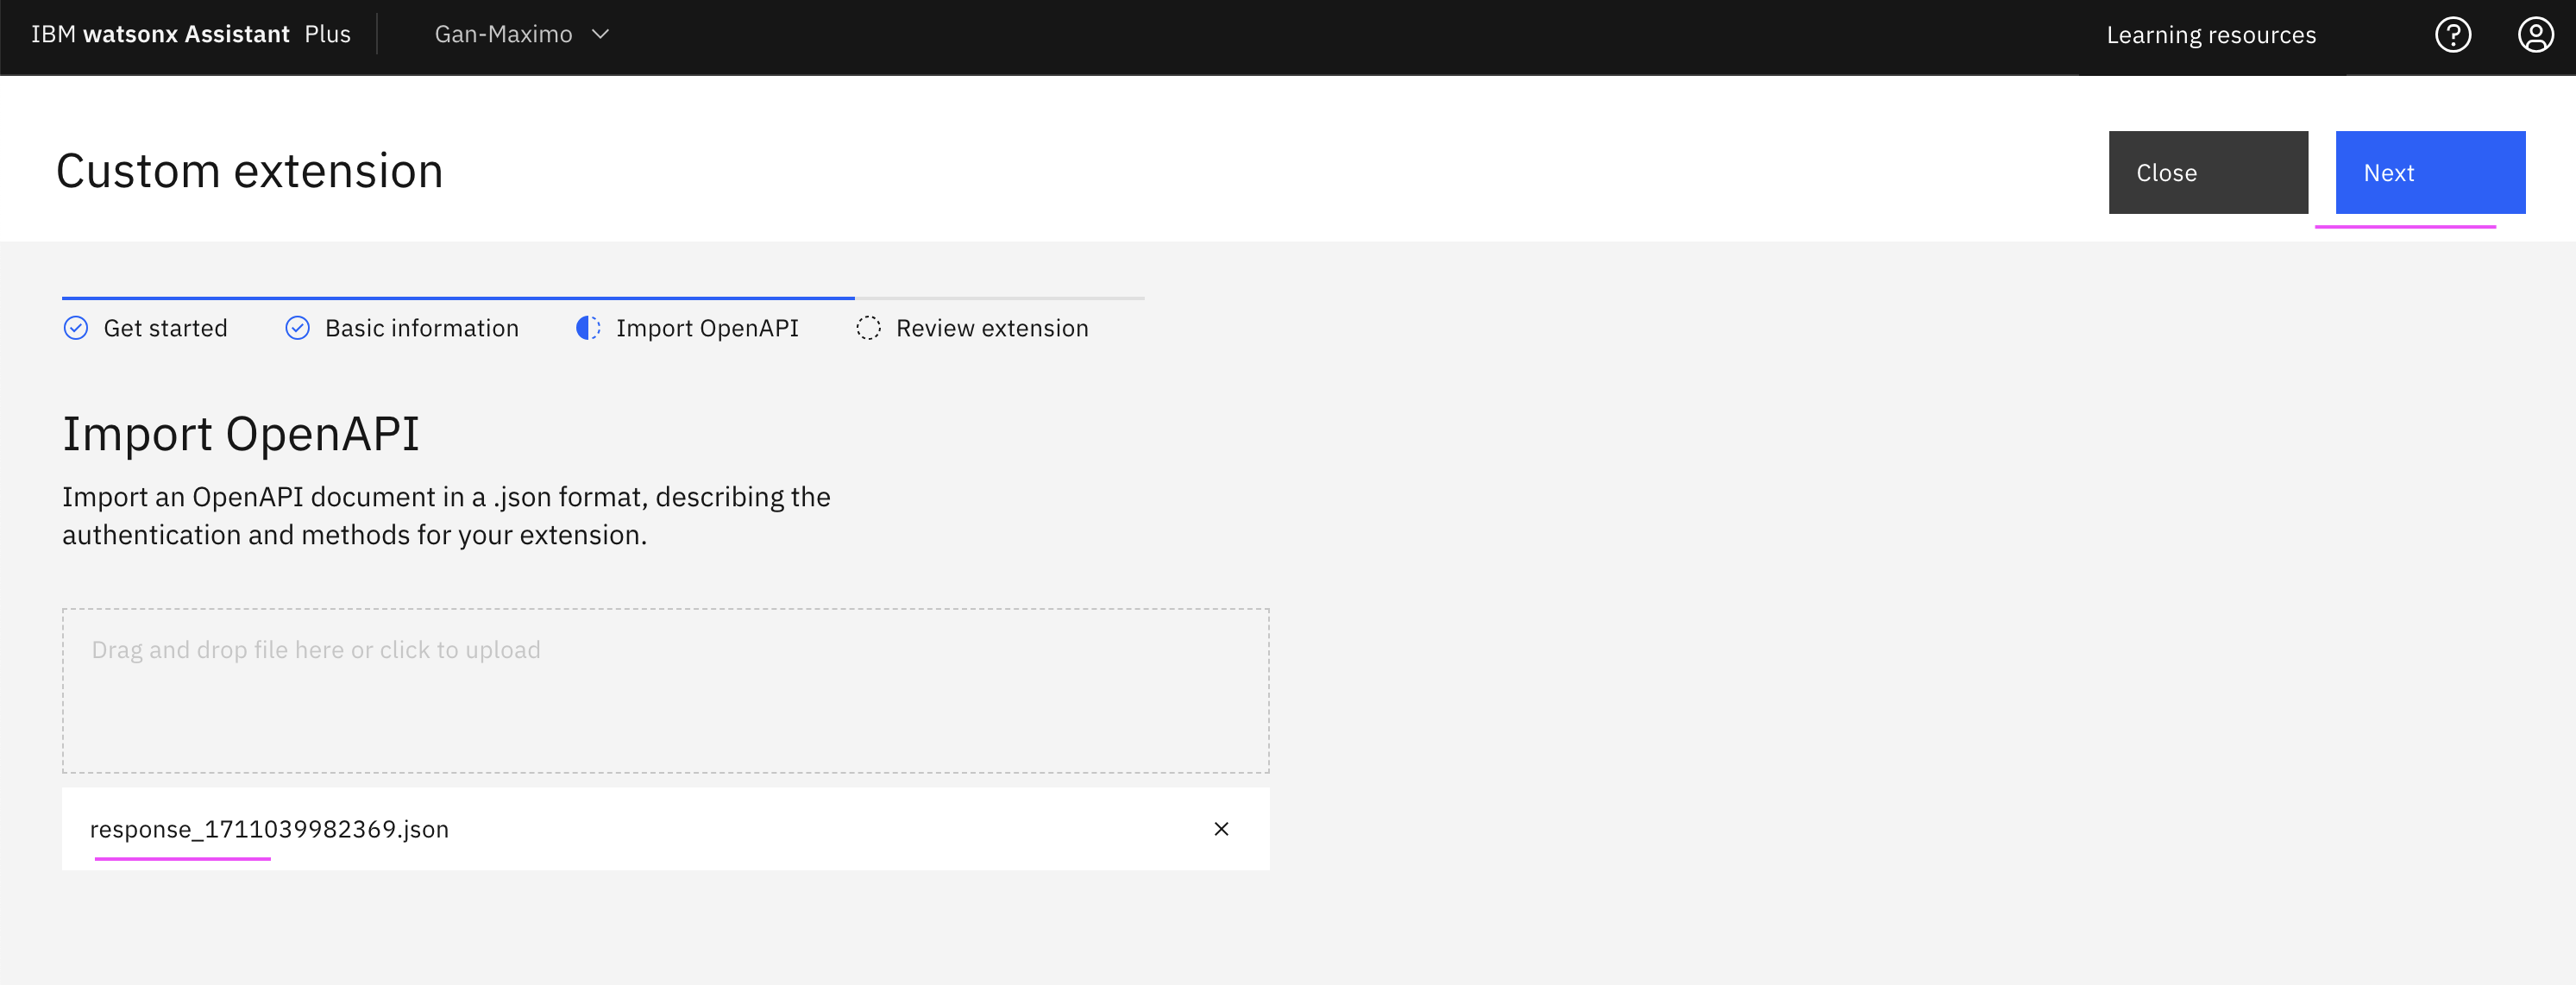 IBM watsonx Assistant Plus
Gan-Maximo
Learning resources
Custom extension
Close
Next
Get started
Basic information
Import OpenAPI
Review extension
Import OpenAPI
Import an OpenAPI document in a .json format, describing the
authentication and methods for your extension.
Drag and drop file here or click to upload
response_1711039982369.json